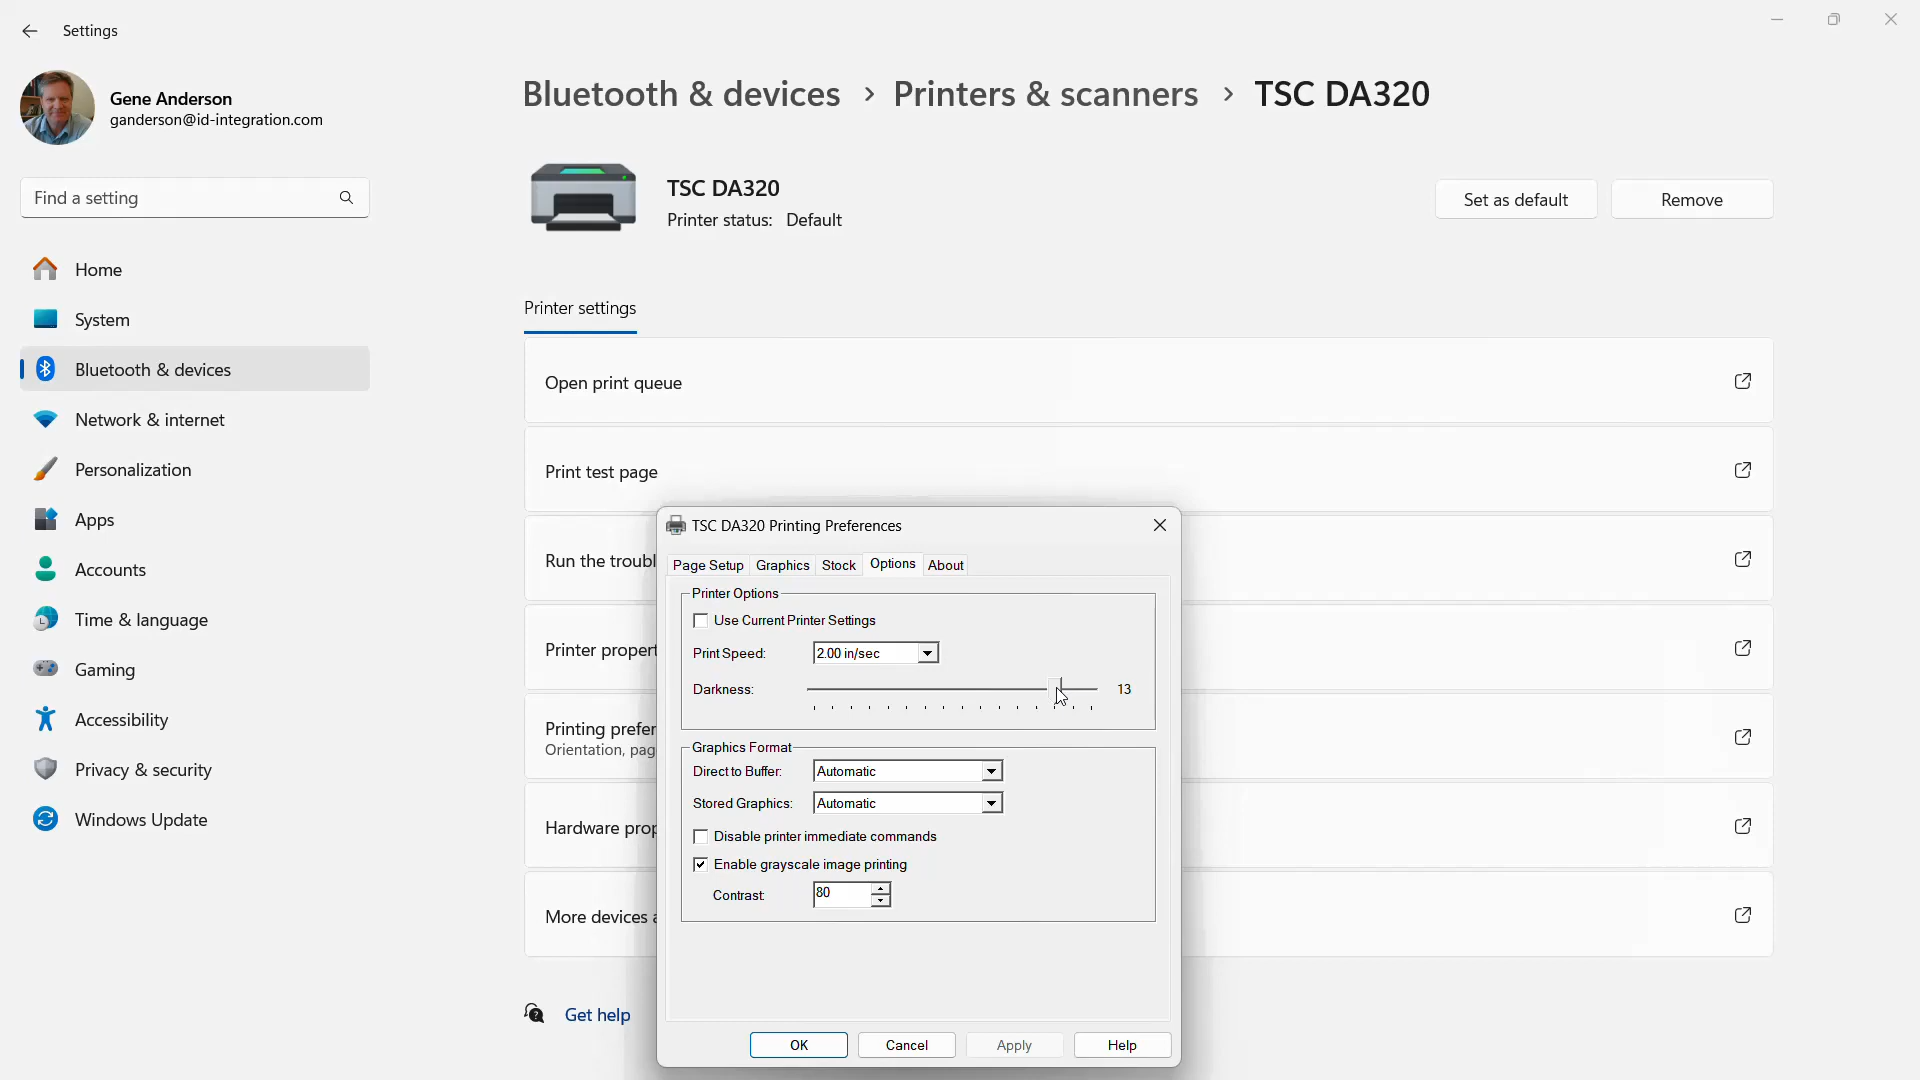 Settings
Gene Anderson
ganderson@id-integration.com
Find a setting
Home
System
Bluetooth & devices
Network & internet
Personalization
Apps
Accounts
Time & language
Gaming
Accessibility
Privacy & security
Windows Update
Bluetooth & devices > Printers & scanners > TSC DA320
TSC DA320
Printer status: Default
Set as default
Remove
Printer settings
Open print queue
Print test page
Run the
Printer
Printing
Orientation,
Hardware
More devices
Get help
TSC DA320 Printing Preferences
Page Setup Graphics Stock Options About
Printer Options
Use Current Printer Settings
Print Speed: 2.00 in/sec
Darkness: 13
Graphics Format
Direct to Buffer: Automatic
Stored Graphics: Automatic
Disable printer immediate commands
Enable grayscale image printing
Contrast: 80
OK Cancel Apply Help